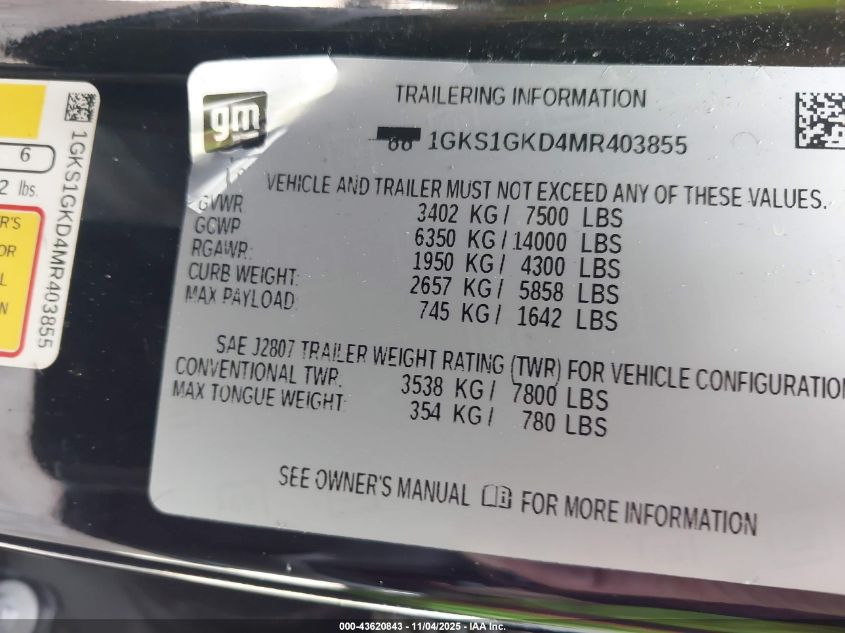 gm
TRAILERING INFORMATION
1GKS1GKD4MR403855
VEHICLE AND TRAILER MUST NOT EXCEED ANY OF THESE VALUES.
GVWR 3402 KG / 7500 LBS
GCWP 6350 KG / 14000 LBS
RGAWR: 1950 KG / 4300 LBS
CURB WEIGHT: 2657 KG / 5858 LBS
MAX PAYLOAD: 745 KG / 1642 LBS
SAE J2807 TRAILER WEIGHT RATING (TWR) FOR VEHICLE CONFIGURATION
CONVENTIONAL TWR. 3538 KG / 7800 LBS
MAX TONGUE WEIGHT: 354 KG / 780 LBS
SEE OWNER'S MANUAL FOR MORE INFORMATION
6
2 lbs.
1GKS1GKD4MR403855
000-43620843 - 11/04/2025 - IAA Inc.